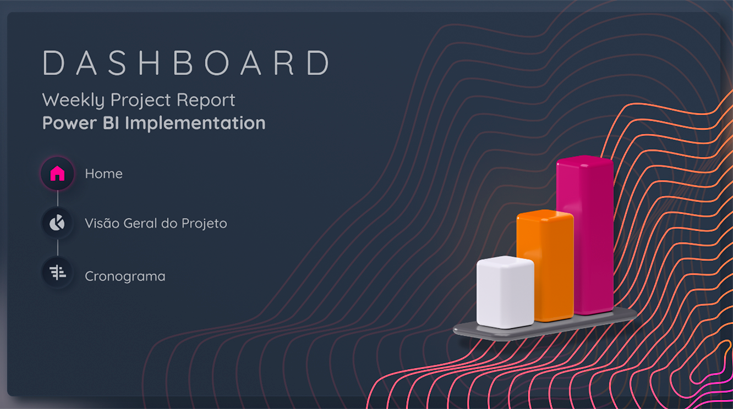 DASHBOARD
Weekly Project Report
Power BI Implementation
Home
Visão Geral do Projeto
Cronograma